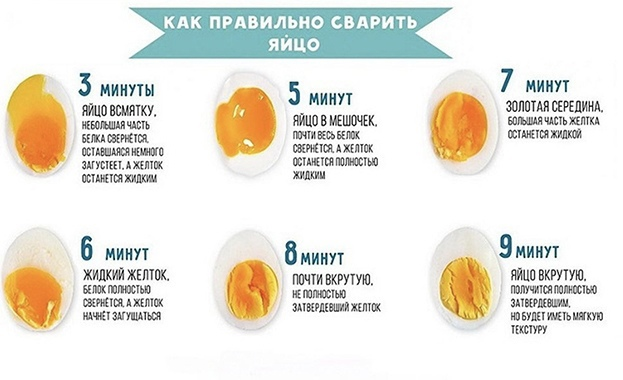 КАК ПРАВИЛЬНО СВАРИТЬ
ЯЙЦО
3 МИНУТЫ
ЯЙЦО ВСМЯТКУ,
НЕБОЛЬШАЯ ЧАСТЬ
БЕЛКА СВЕРНЁТСЯ,
ОСТАВШАЯСЯ НЕМНОГО
ЗАГУСТЕЕТ, А ЖЕЛТОК
ОСТАНЕТСЯ ЖИДКИМ
5 МИНУТ
ЯЙЦО В МЕШОЧЕК,
ПОЧТИ ВЕСЬ БЕЛОК
СВЕРНЁТСЯ, А ЖЕЛТОК
ОСТАНЕТСЯ ПОЛНОСТЬЮ
ЖИДКИМ
7 МИНУТ
ЗОЛОТАЯ СЕРЕДИНА,
БОЛЬШАЯ ЧАСТЬ ЖЕЛТКА
ОСТАНЕТСЯ ЖИДКОЙ
6 МИНУТ
ЖИДКИЙ ЖЕЛТОК,
БЕЛОК ПОЛНОСТЬЮ
СВЕРНЁТСЯ, А ЖЕЛТОК
НАЧНЁТ ЗАГУЩАТЬСЯ
8 МИНУТ
ПОЧТИ ВКРУТУЮ,
НЕ ПОЛНОСТЬЮ
ЗАТВЕРДЕВШИЙ ЖЕЛТОК
9 МИНУТ
ЯЙЦО ВКРУТУЮ,
ПОЛУЧИТСЯ ПОЛНОСТЬЮ
ЗАТВЕРДЕВШИМ,
НО БУДЕТ ИМЕТЬ МЯГКУЮ
ТЕКСТУРУ